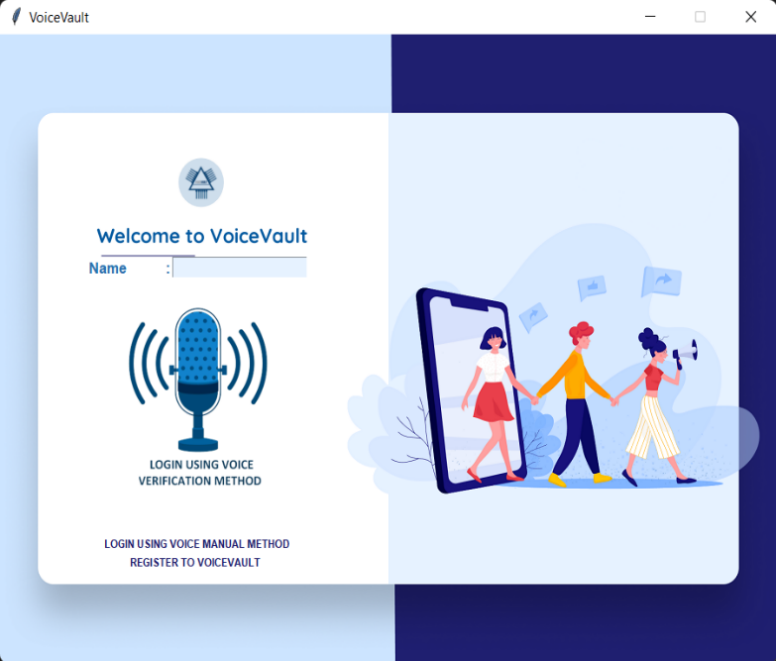 VoiceVault
Welcome to VoiceVault
Name :
LOGIN USING VOICE
VERIFICATION METHOD
LOGIN USING VOICE MANUAL METHOD
REGISTER TO VOICEVAULT